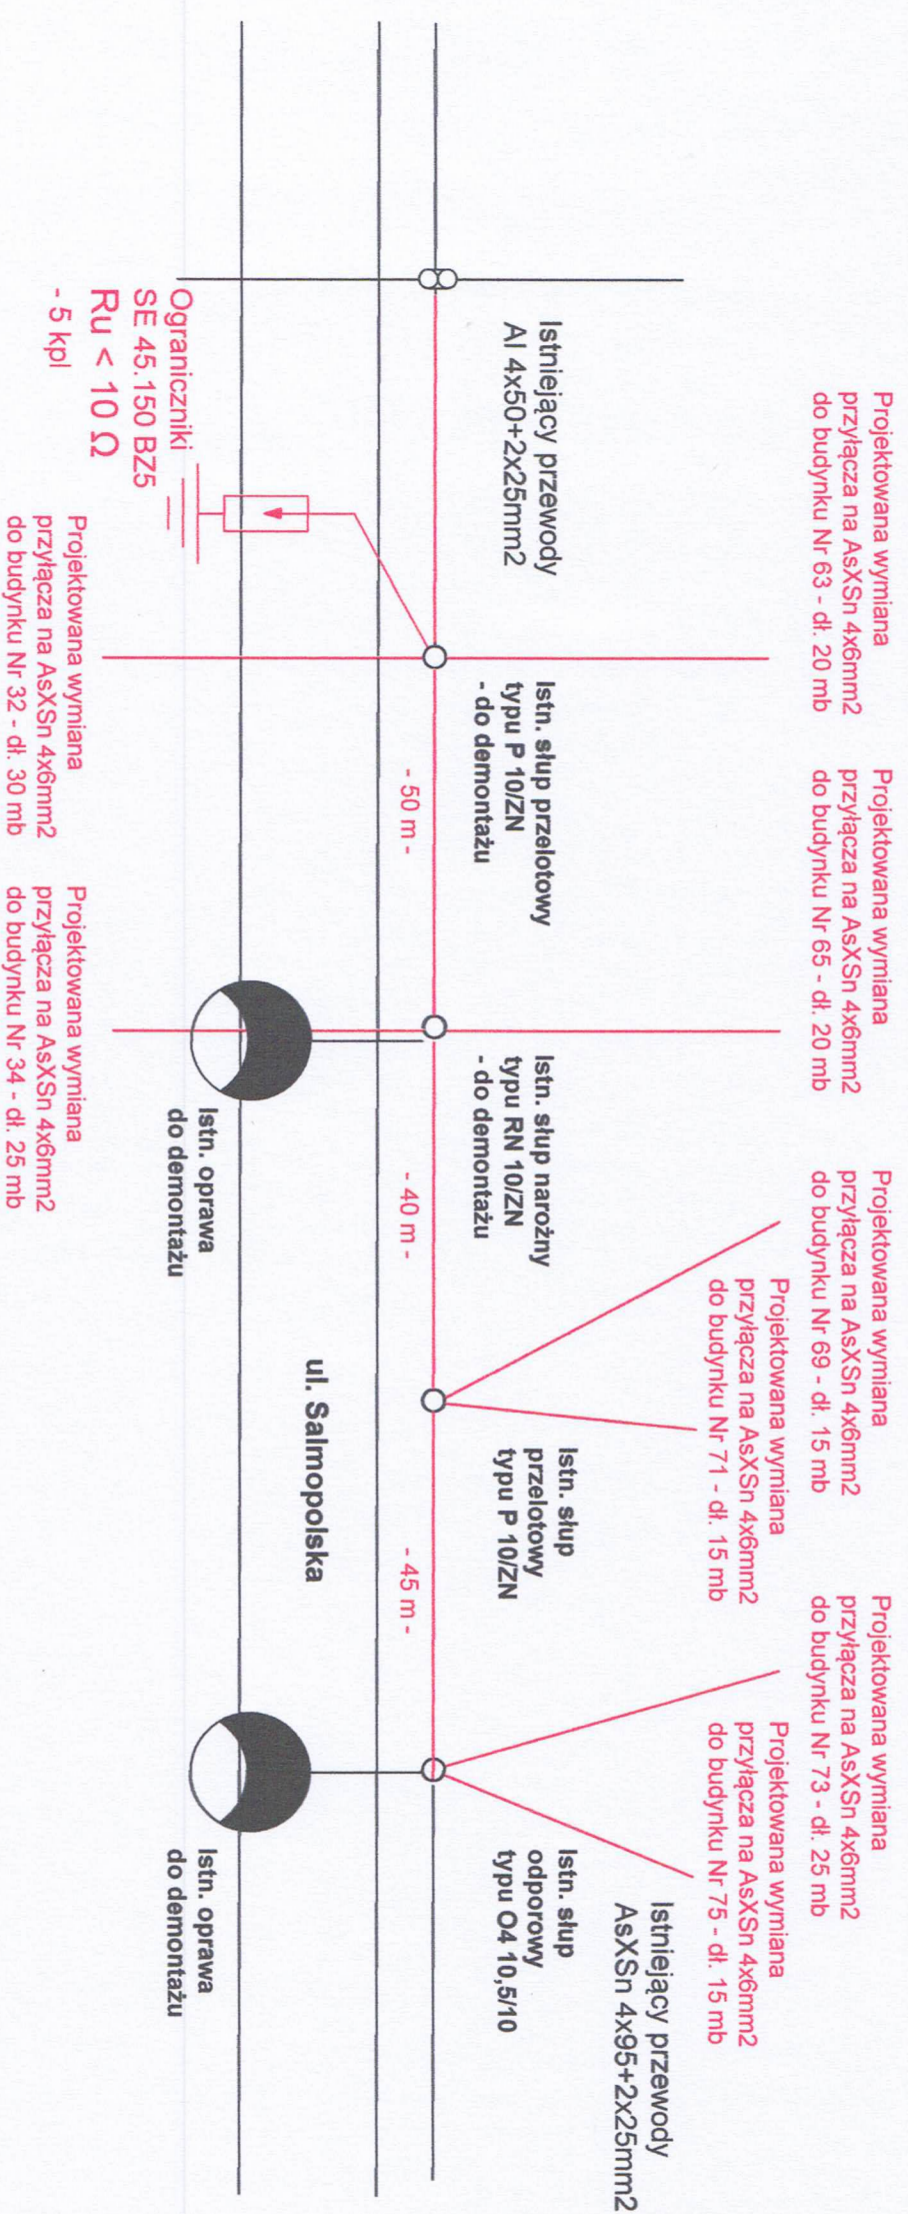 Projektowana wymiana
przyłącza na AsXSn 4x6mm2
do budynku Nr 63 - dł. 20 mb
Projektowana wymiana
przyłącza na AsXSn 4x6mm2
do budynku Nr 65 - dł. 20 mb
Projektowana wymiana
przyłącza na AsXSn 4x6mm2
do budynku Nr 69 - dł. 15 mb
Projektowana wymiana
przyłącza na AsXSn 4x6mm2
do budynku Nr 73 - dł. 25 mb
Projektowana wymiana
przyłącza na AsXSn 4x6mm2
do budynku Nr 71 - dł. 15 mb
Projektowana wymiana
przyłącza na AsXSn 4x6mm2
do budynku Nr 75 - dł. 15 mb
Istniejący przewody
AsXSn 4x95+2x25mm2
Istniejący przewody
Al 4x50+2x25mm2
Istn. słup przelotowy
typu P 10/ZN
- do demontażu
Istn. słup narożny
typu RN 10/ZN
- do demontażu
Istn. słup
przelotowy
typu P 10/ZN
Istn. słup
odporowy
typu O4 10,5/10
- 50 m -
- 40 m -
- 45 m -
ul. Salmopolska
Ograniczniki
SE 45.150 BZ5
Ru < 10 Ω
- 5 kpl
Istn. oprawa
do demontażu
Istn. oprawa
do demontażu
Projektowana wymiana
przyłącza na AsXSn 4x6mm2
do budynku Nr 32 - dł. 30 mb
Projektowana wymiana
przyłącza na AsXSn 4x6mm2
do budynku Nr 34 - dł. 25 mb